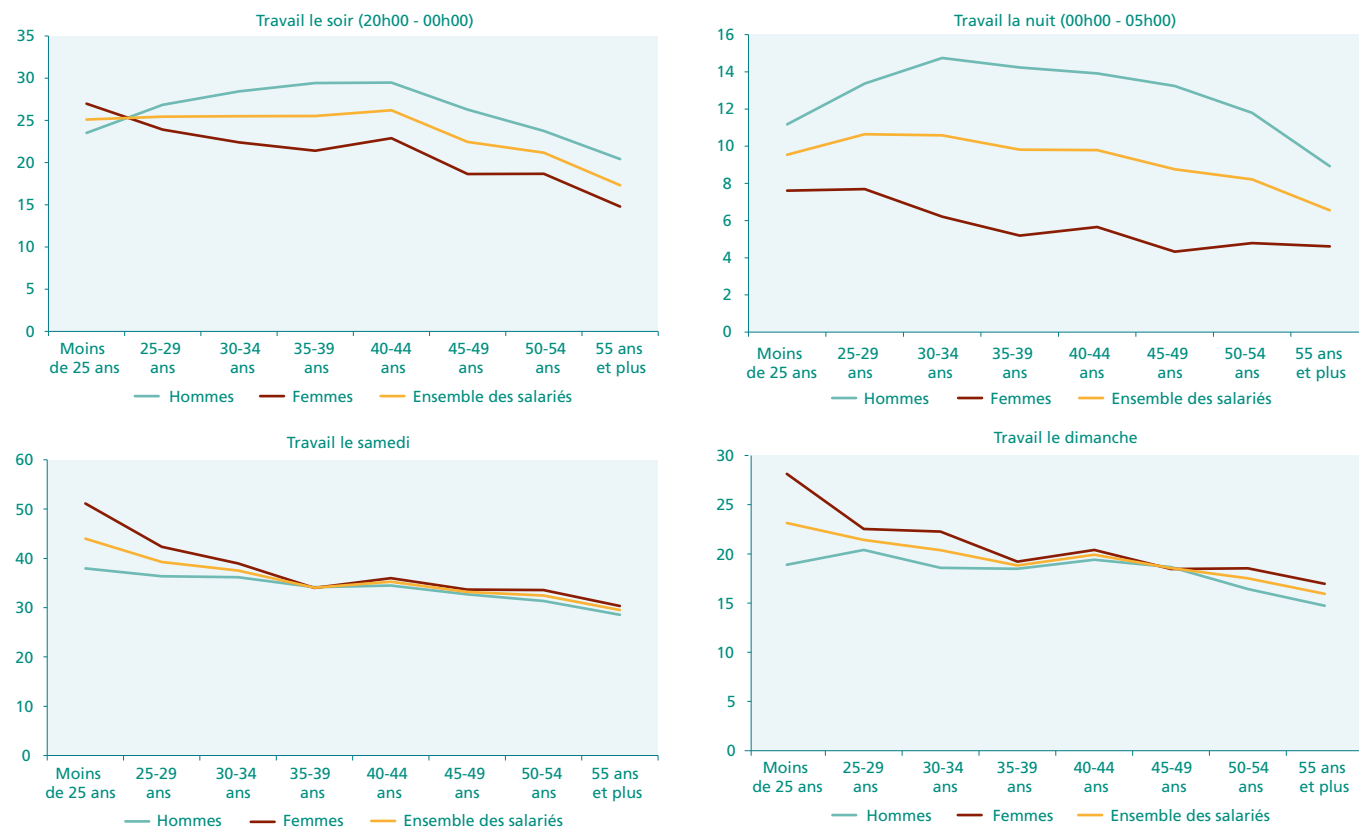 Travail le soir (20h00 - 00h00)
35
30
25
20
15
10
5
0
Moins de 25 ans
25-29 ans
30-34 ans
35-39 ans
40-44 ans
45-49 ans
50-54 ans
55 ans et plus
Hommes Femmes Ensemble des salariés
Travail la nuit (00h00 - 05h00)
16
14
12
10
8
6
4
2
0
Moins de 25 ans
25-29 ans
30-34 ans
35-39 ans
40-44 ans
45-49 ans
50-54 ans
55 ans et plus
Hommes Femmes Ensemble des salariés
Travail le samedi
60
50
40
30
20
10
0
Moins de 25 ans
25-29 ans
30-34 ans
35-39 ans
40-44 ans
45-49 ans
50-54 ans
55 ans et plus
Hommes Femmes Ensemble des salariés
Travail le dimanche
30
25
20
15
10
5
0
Moins de 25 ans
25-29 ans
30-34 ans
35-39 ans
40-44 ans
45-49 ans
50-54 ans
55 ans et plus
Hommes Femmes Ensemble des salariés